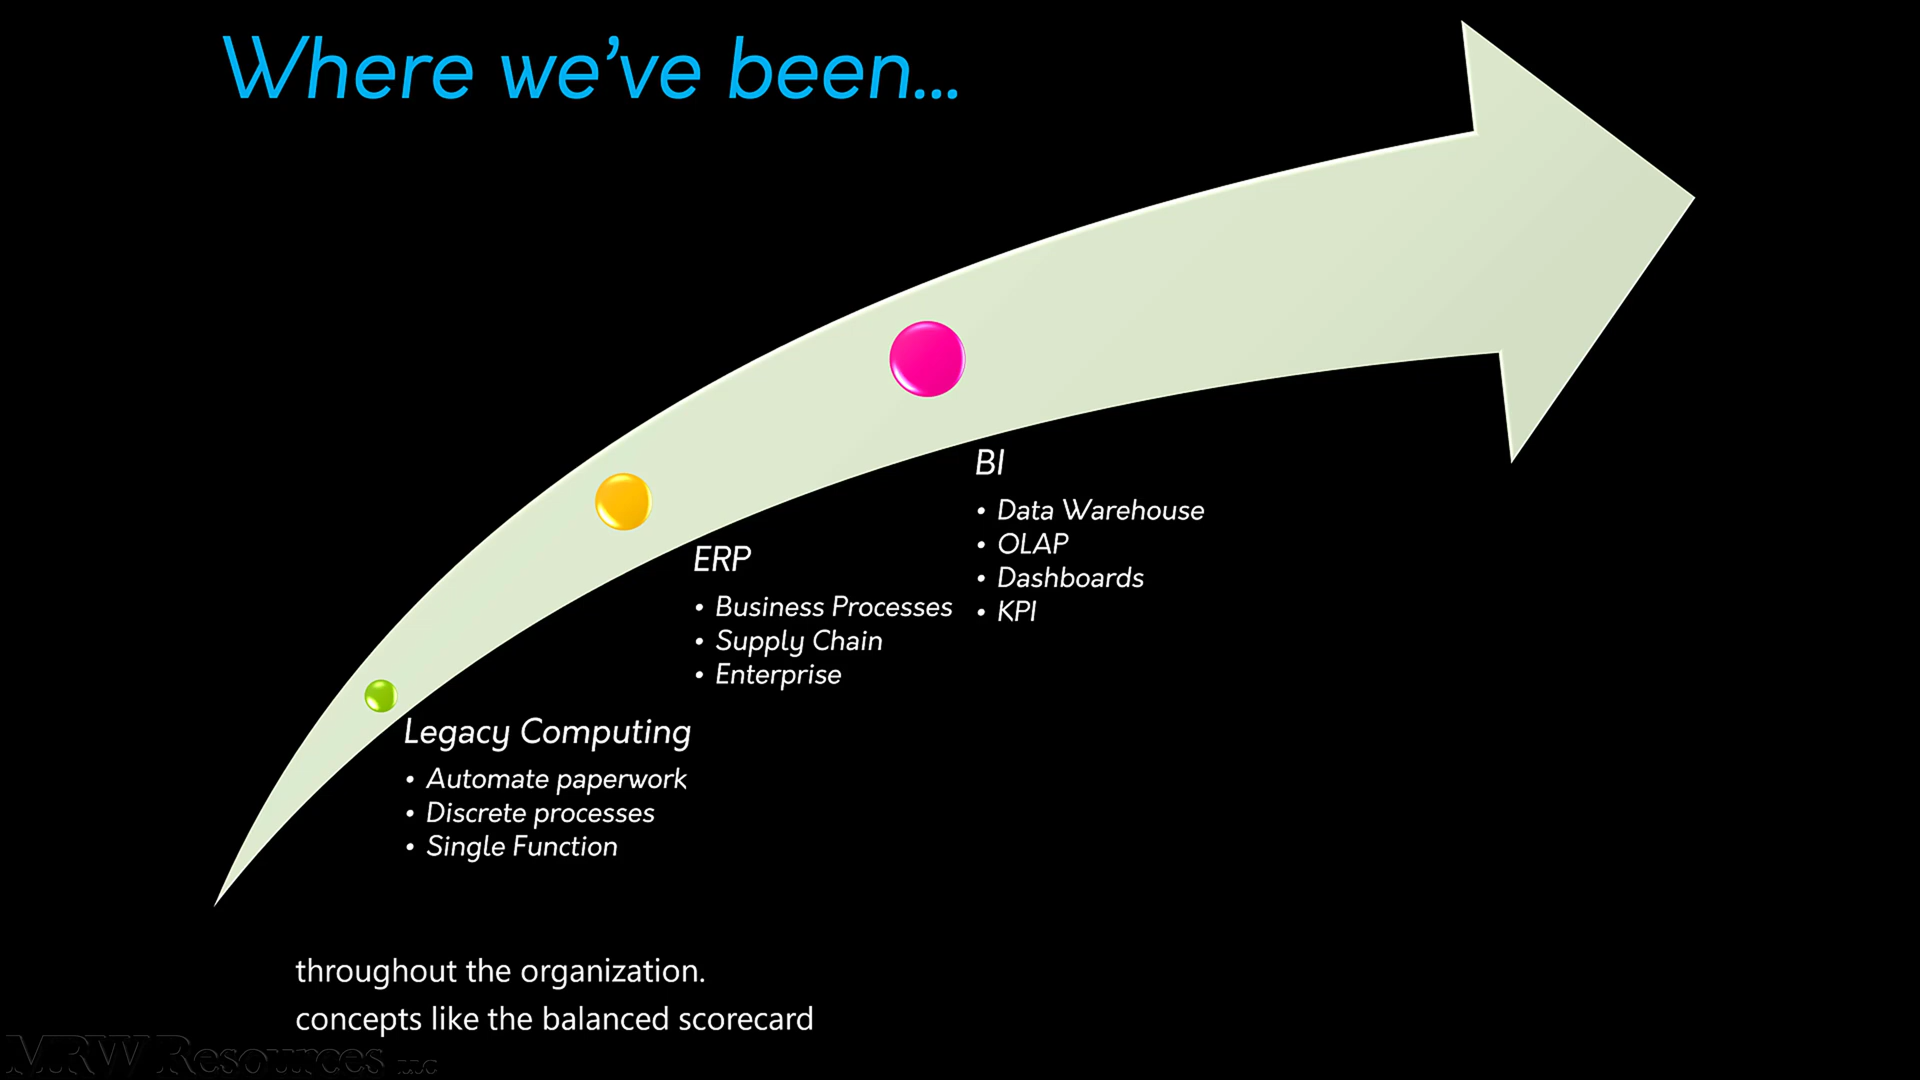 Where we've been...
BI
• Data Warehouse
• OLAP
• Dashboards
• KPI
ERP
• Business Processes
• Supply Chain
• Enterprise
Legacy Computing
• Automate paperwork
• Discrete processes
• Single Function
throughout the organization.
concepts like the balanced scorecard
MRW Resources LLC